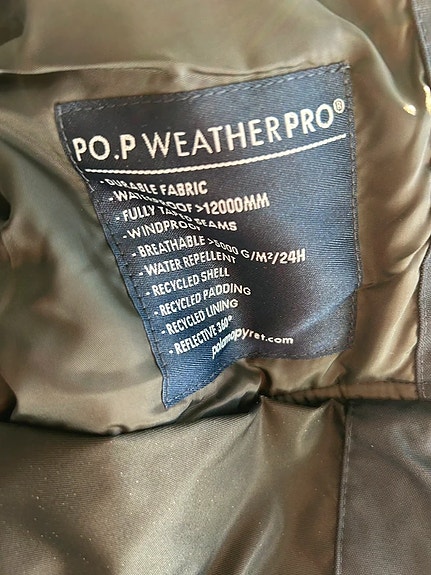 PO.P WEATHERPRO®
- DURABLE FABRIC
- WATERPROOF >12000MM
- FULLY TAPED SEAMS
- WINDPROOF
- BREATHABLE >5000 G/M²/24H
- WATER REPELLENT
- RECYCLED SHELL
- RECYCLED PADDING
- RECYCLED LINING
- REFLECTIVE 360°
polarnopyret.com